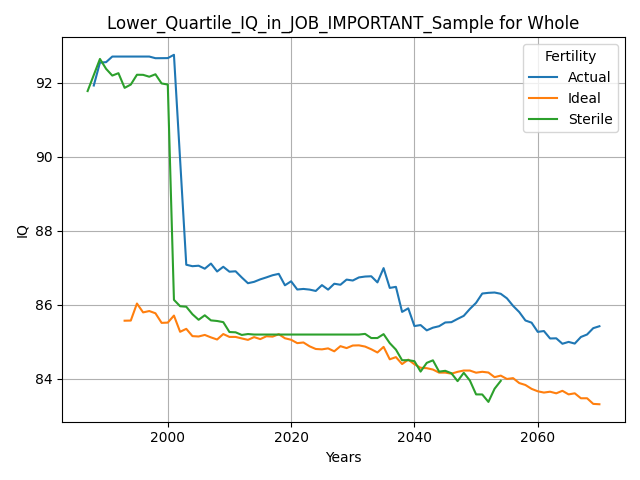 Lower_Quartile_IQ_in_JOB_IMPORTANT_Sample for Whole
Fertility
Actual
Ideal
Sterile
92
90
88
86
84
IQ
2000
2020
2040
2060
Years